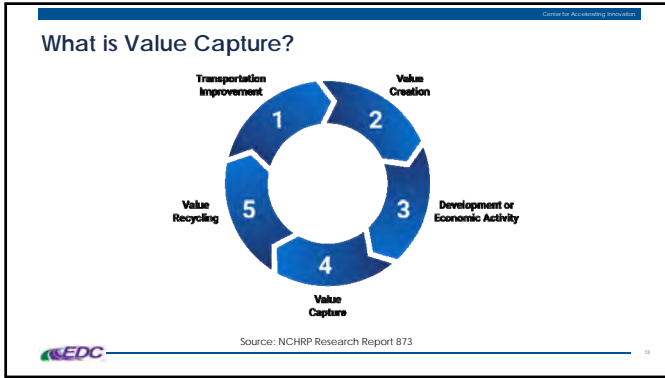 Center for Accelerating Innovation
What is Value Capture?
Transportation
Improvement
Value
Creation
1
2
Value
Recycling
5
3
Development or
Economic Activity
4
Value
Capture
Source: NCHRP Research Report 873
EDC